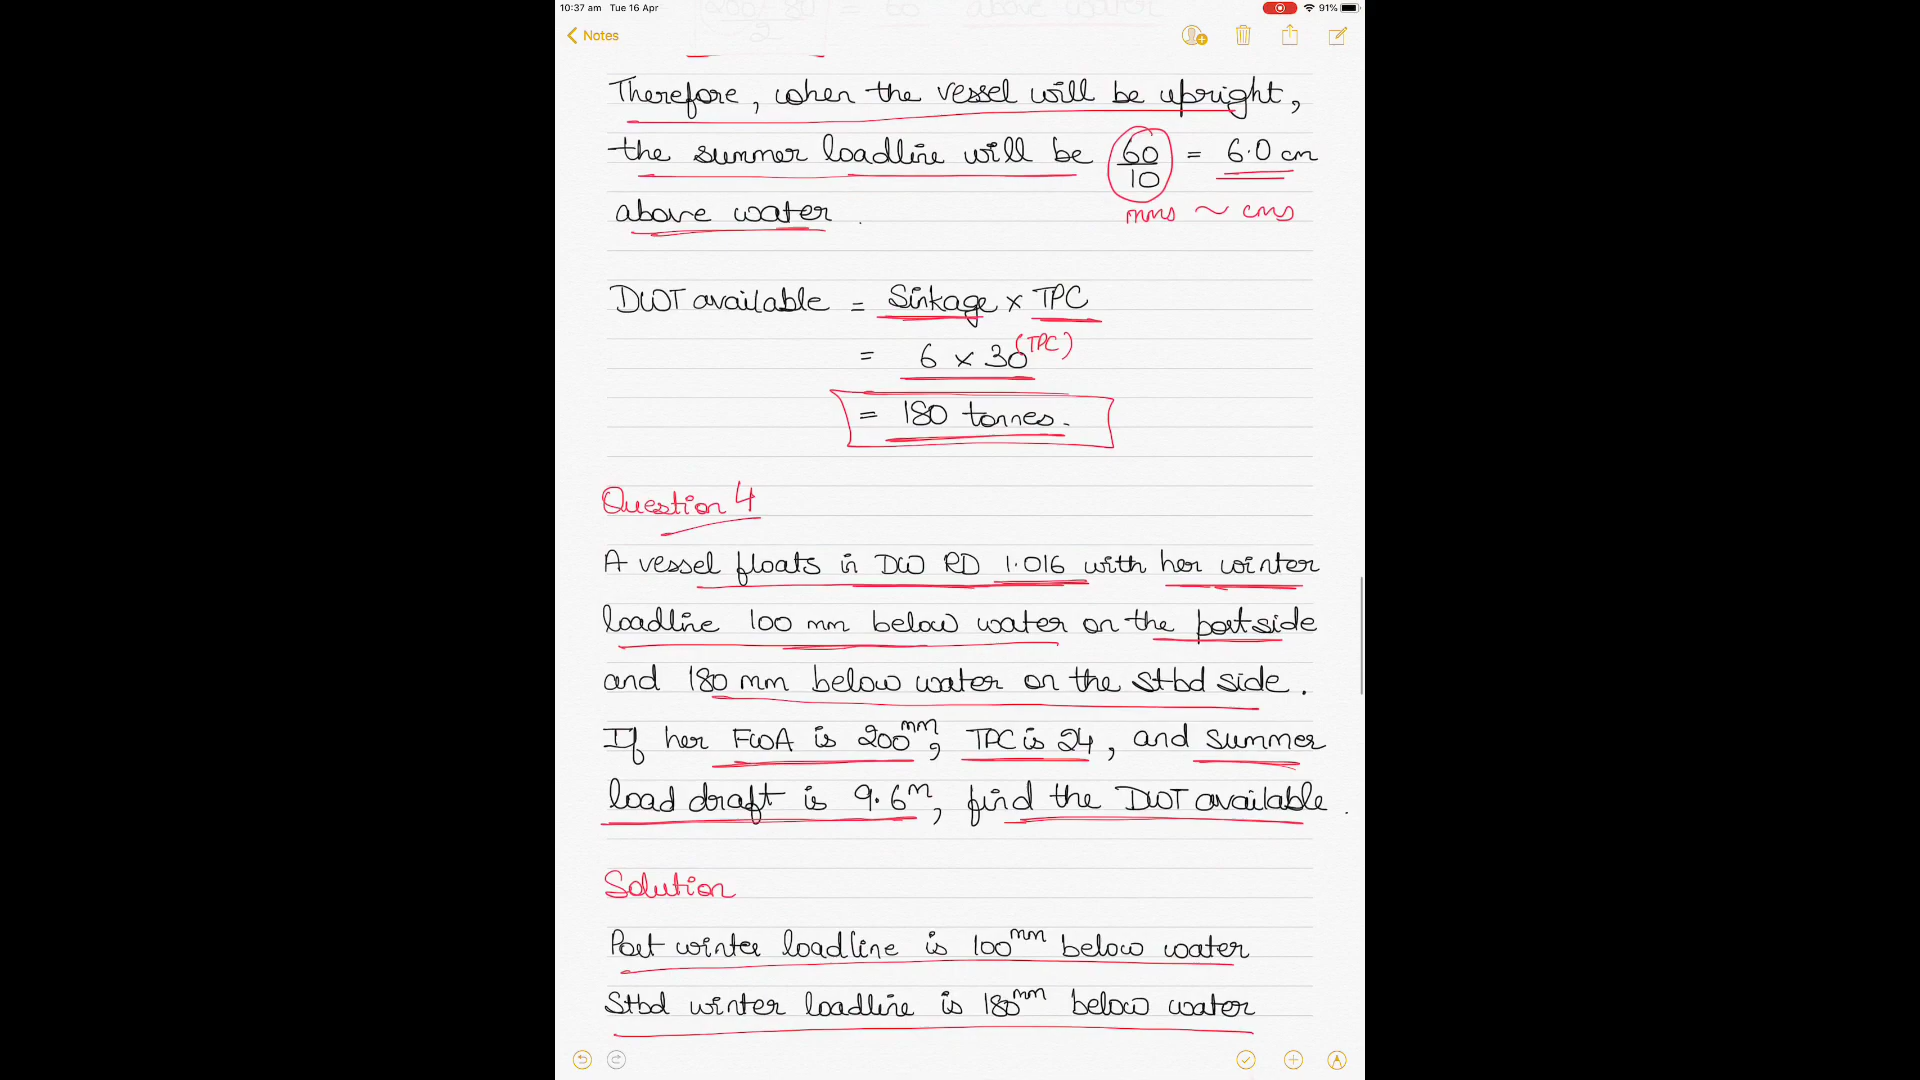 10:37 am Tue 16 Apr 91%
Notes
Therefore, when the vessel will be upright,
the summer loadline will be 60/10 = 6.0 cm
above water. mms ~ cms
DWT available = Sinkage x TPC
= 6 x 30 (TPC)
= 180 tonnes.
Question 4
A vessel floats in DW RD 1.016 with her winter
loadline 100 mm below water on the port side
and 180 mm below water on the Stbd side.
If her FWA is 200mm, TPC is 24, and summer
load draft is 9.6m, find the DWT available.
Solution
Port winter loadline is 100mm below water
Stbd winter loadline is 180mm below water